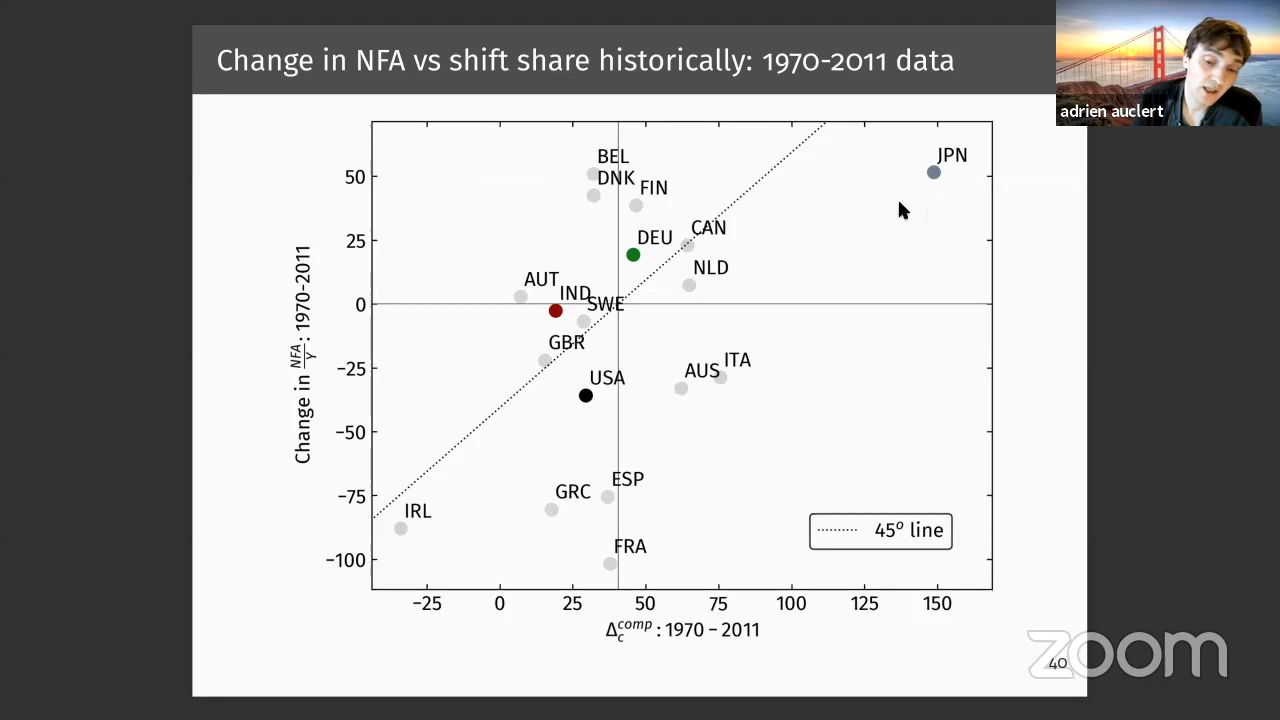 Change in NFA vs shift share historically: 1970-2011 data
adrien auclert
BEL
JPN
DNK
FIN
CAN
DEU
NLD
AUT
IND
SWE
GBR
ITA
AUS
USA
ESP
GRC
IRL
FRA
50
25
0
−25
−50
−75
−100
Change in NFA/Y : 1970-2011
45° line
−25 0 25 50 75 100 125 150
Δ_c^comp : 1970 − 2011
zoom
40